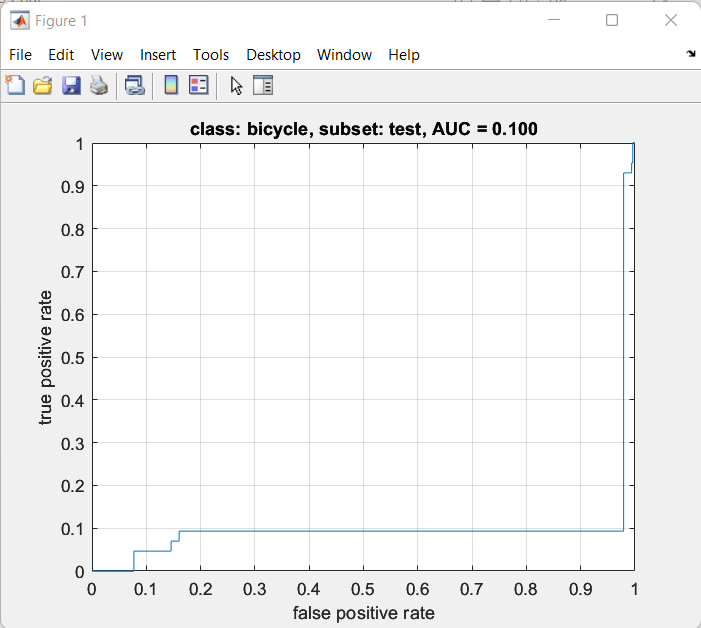 Figure 1
File Edit View Insert Tools Desktop Window Help
class: bicycle, subset: test, AUC = 0.100
1
0.9
0.8
0.7
0.6
0.5
0.4
0.3
0.2
0.1
0
true positive rate
0 0.1 0.2 0.3 0.4 0.5 0.6 0.7 0.8 0.9 1
false positive rate